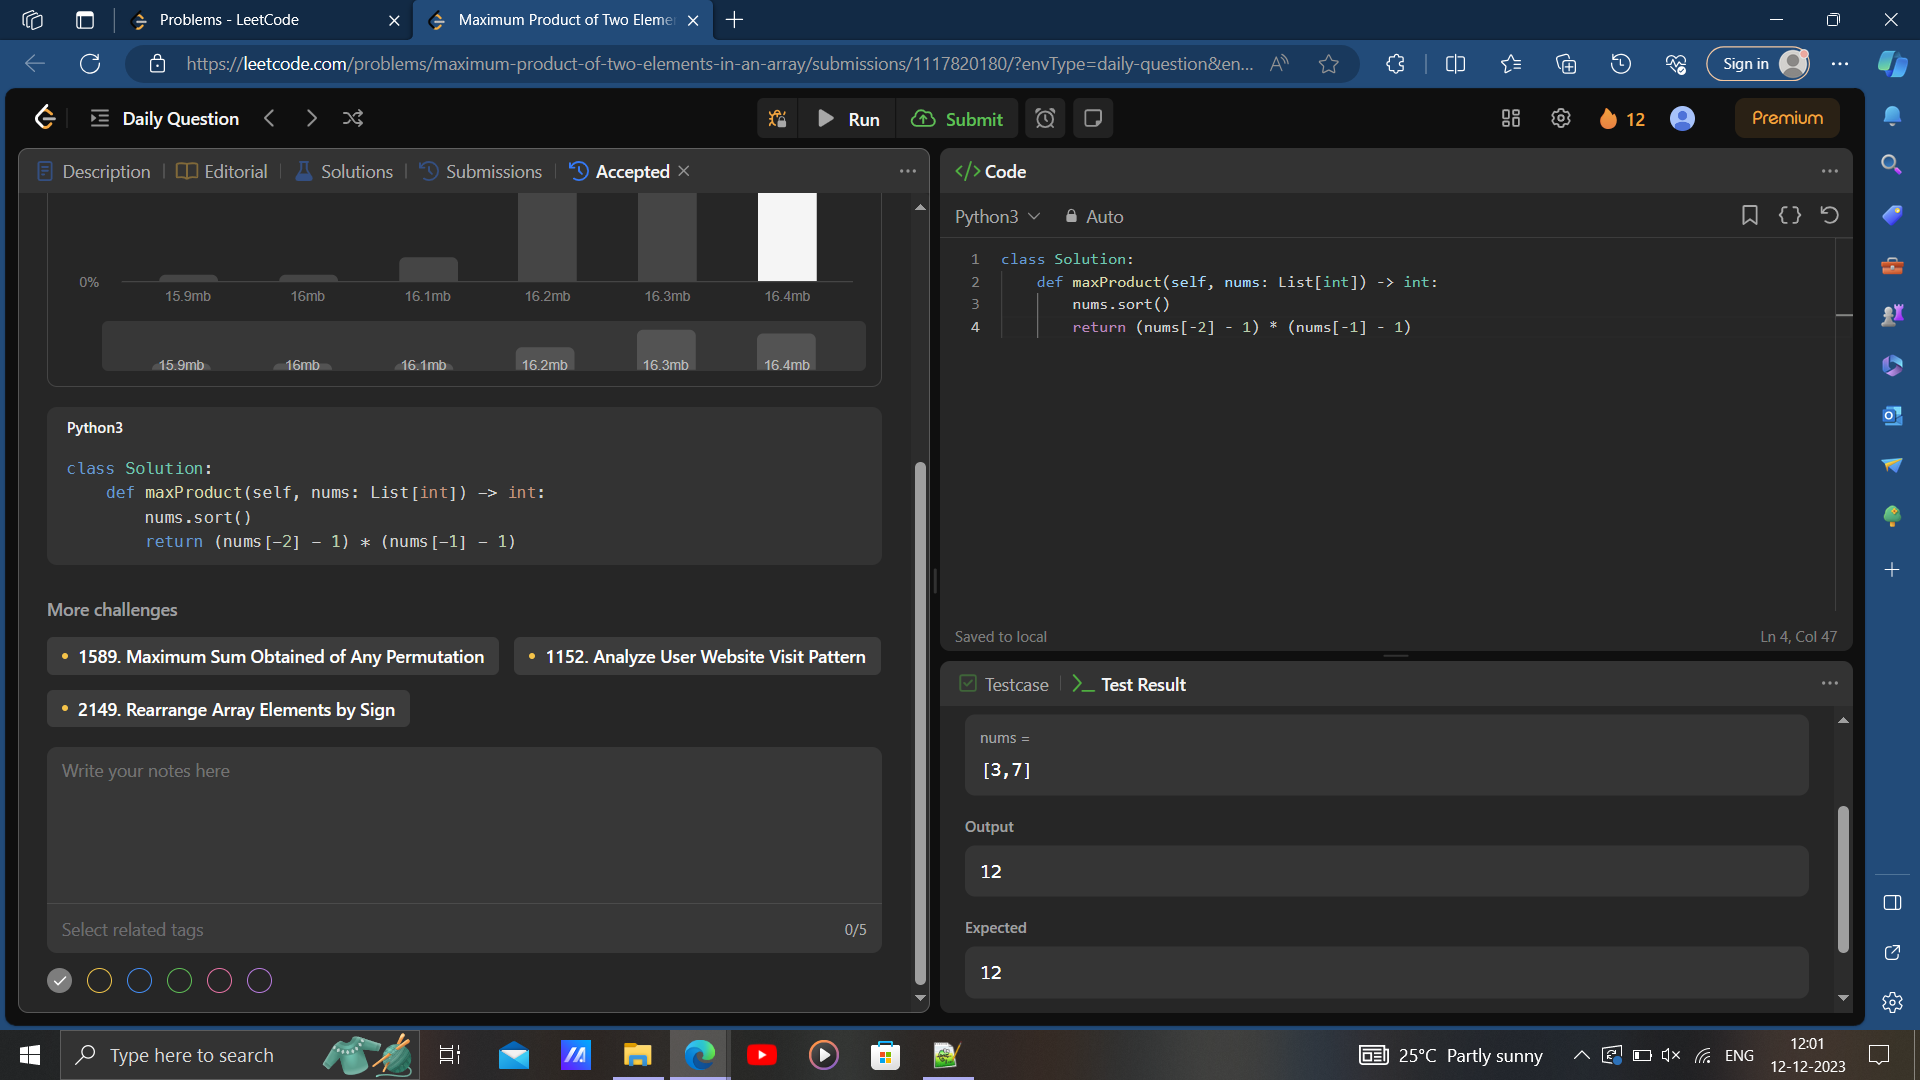 Problems - LeetCode
Maximum Product of Two Eleme
https://leetcode.com/problems/maximum-product-of-two-elements-in-an-array/submissions/1117820180/?envType=daily-question&en...
Sign in
Daily Question
Run
Submit
12
Premium
Description
Editorial
Solutions
Submissions
Accepted
0%
15.9mb
16mb
16.1mb
16.2mb
16.3mb
16.4mb
15.9mb
16mb
16.1mb
16.2mb
16.3mb
16.4mb
Python3
class Solution:
    def maxProduct(self, nums: List[int]) -> int:
        nums.sort()
        return (nums[-2] - 1) * (nums[-1] - 1)
More challenges
1589. Maximum Sum Obtained of Any Permutation
1152. Analyze User Website Visit Pattern
2149. Rearrange Array Elements by Sign
Write your notes here
Select related tags
0/5
</> Code
Python3
Auto
1 class Solution:
2     def maxProduct(self, nums: List[int]) -> int:
3         nums.sort()
4         return (nums[-2] - 1) * (nums[-1] - 1)
Saved to local
Ln 4, Col 47
Testcase
Test Result
nums =
[3,7]
Output
12
Expected
12
Type here to search
25°C Partly sunny
ENG
12:01
12-12-2023